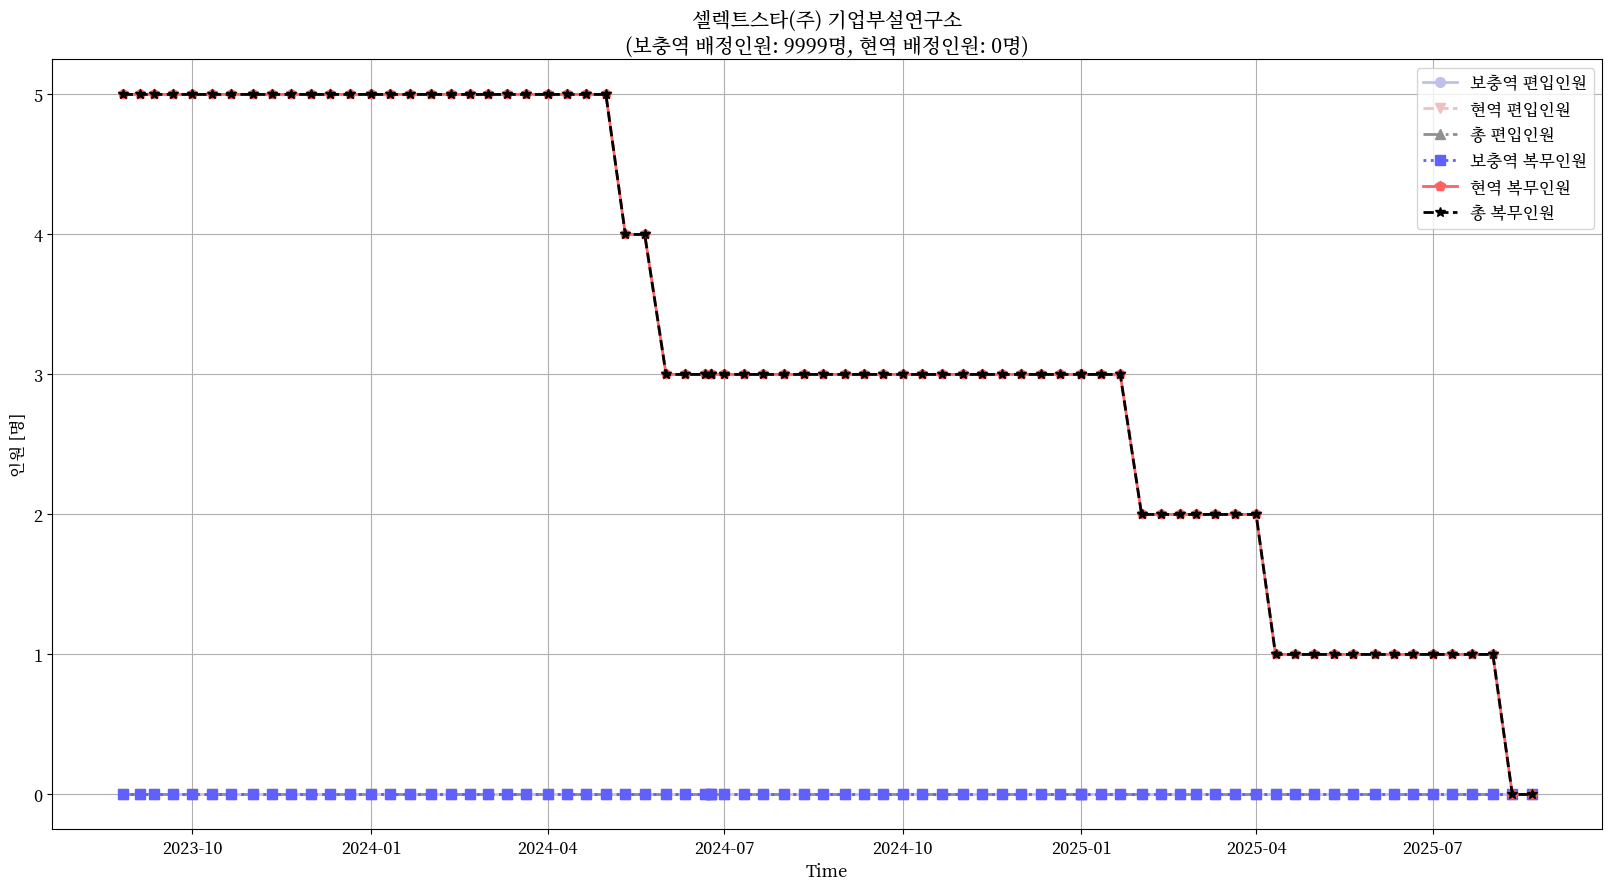 셀렉트스타(주) 기업부설연구소
(보충역 배정인원: 9999명, 현역 배정인원: 0명)
보충역 편입인원
현역 편입인원
총 편입인원
보충역 복무인원
현역 복무인원
총 복무인원
인원 [명]
5
4
3
2
1
0
2023-10
2024-01
2024-04
2024-07
2024-10
2025-01
2025-04
2025-07
Time